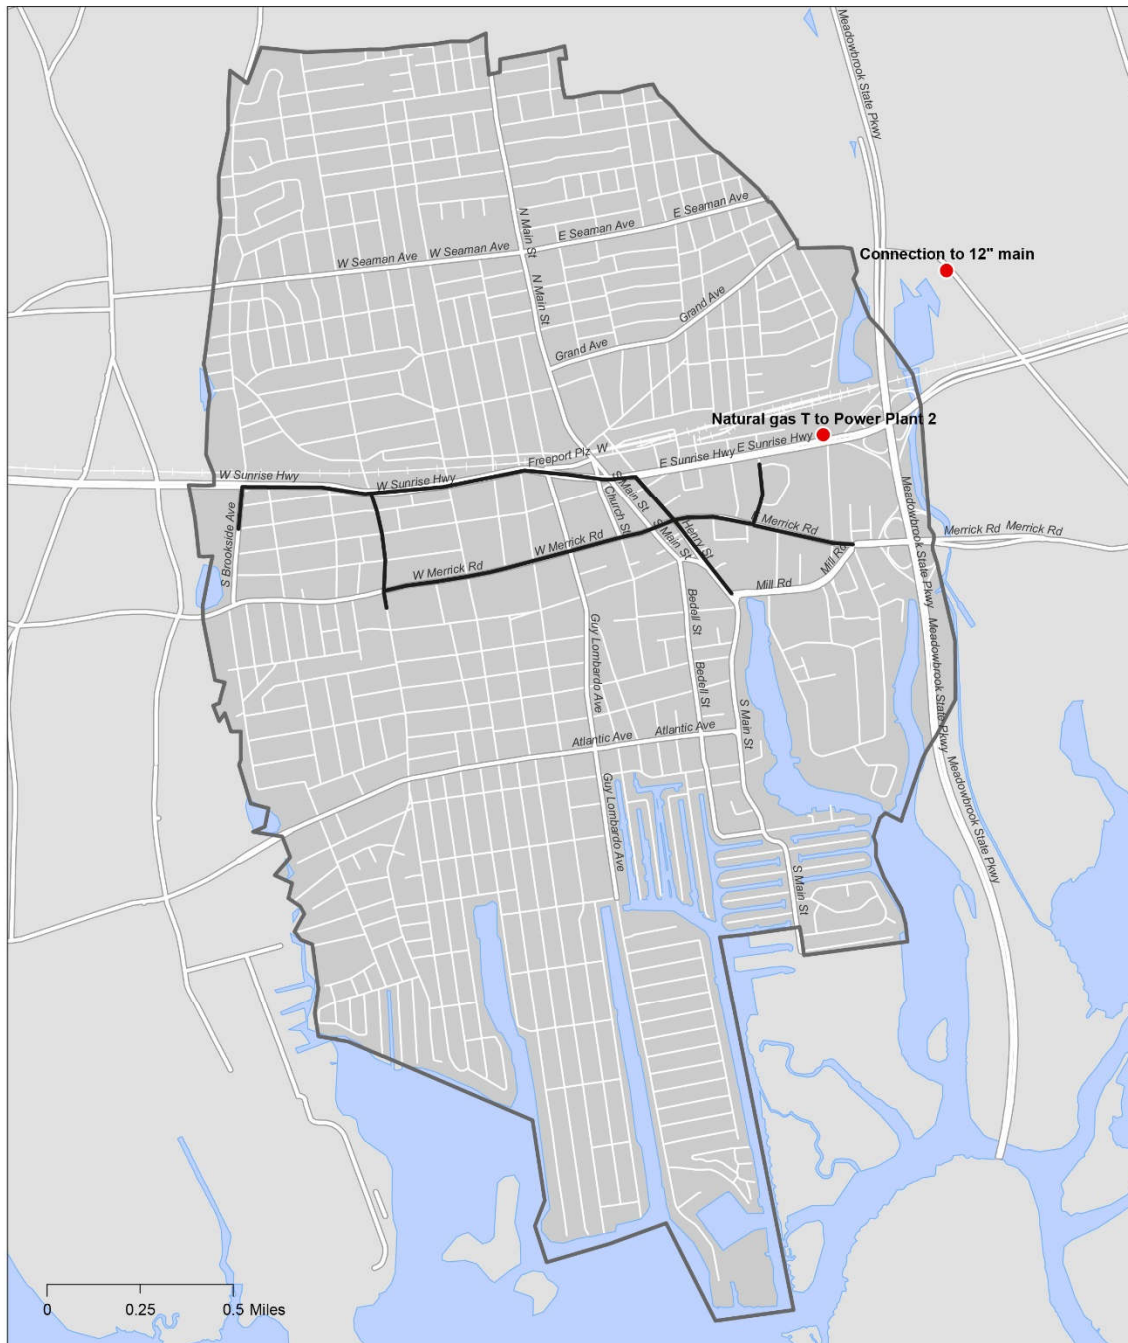 Meadowbrook State Pkwy
N Main St
E Seaman Ave
E Seaman Ave
W Seaman Ave
W Seaman Ave
Connection to 12" main
N Main St
Grand Ave
Grand Ave
Natural gas T to Power Plant 2
E Sunrise Hwy
E Sunrise Hwy
Freeport Plz W
W Sunrise Hwy
W Sunrise Hwy
S Main St
Church St
S Brookside Ave
Meadowbrook State Pkwy
Merrick Rd
Merrick Rd
Merrick Rd
Henry St
S Main St
W Merrick Rd
W Merrick Rd
Mill Rd
Mill Rd
Bedell St
Guy Lombardo Ave
Meadowbrook State Pkwy
Bedell St
S Main St
Atlantic Ave
Atlantic Ave
Meadowbrook State Pkwy
Guy Lombardo Ave
S Main St
0 0.25 0.5 Miles